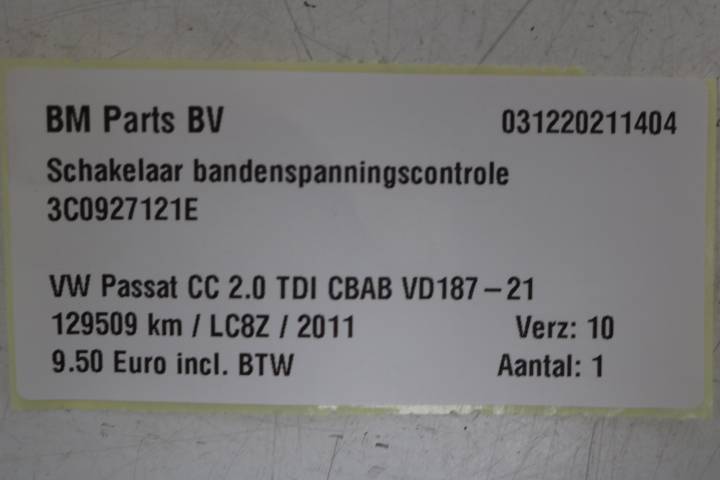 BM Parts BV 031220211404
Schakelaar bandenspanningscontrole
3C0927121E
VW Passat CC 2.0 TDI CBAB VD187-21
129509 km / LC8Z / 2011 Verz: 10
9.50 Euro incl. BTW Aantal: 1